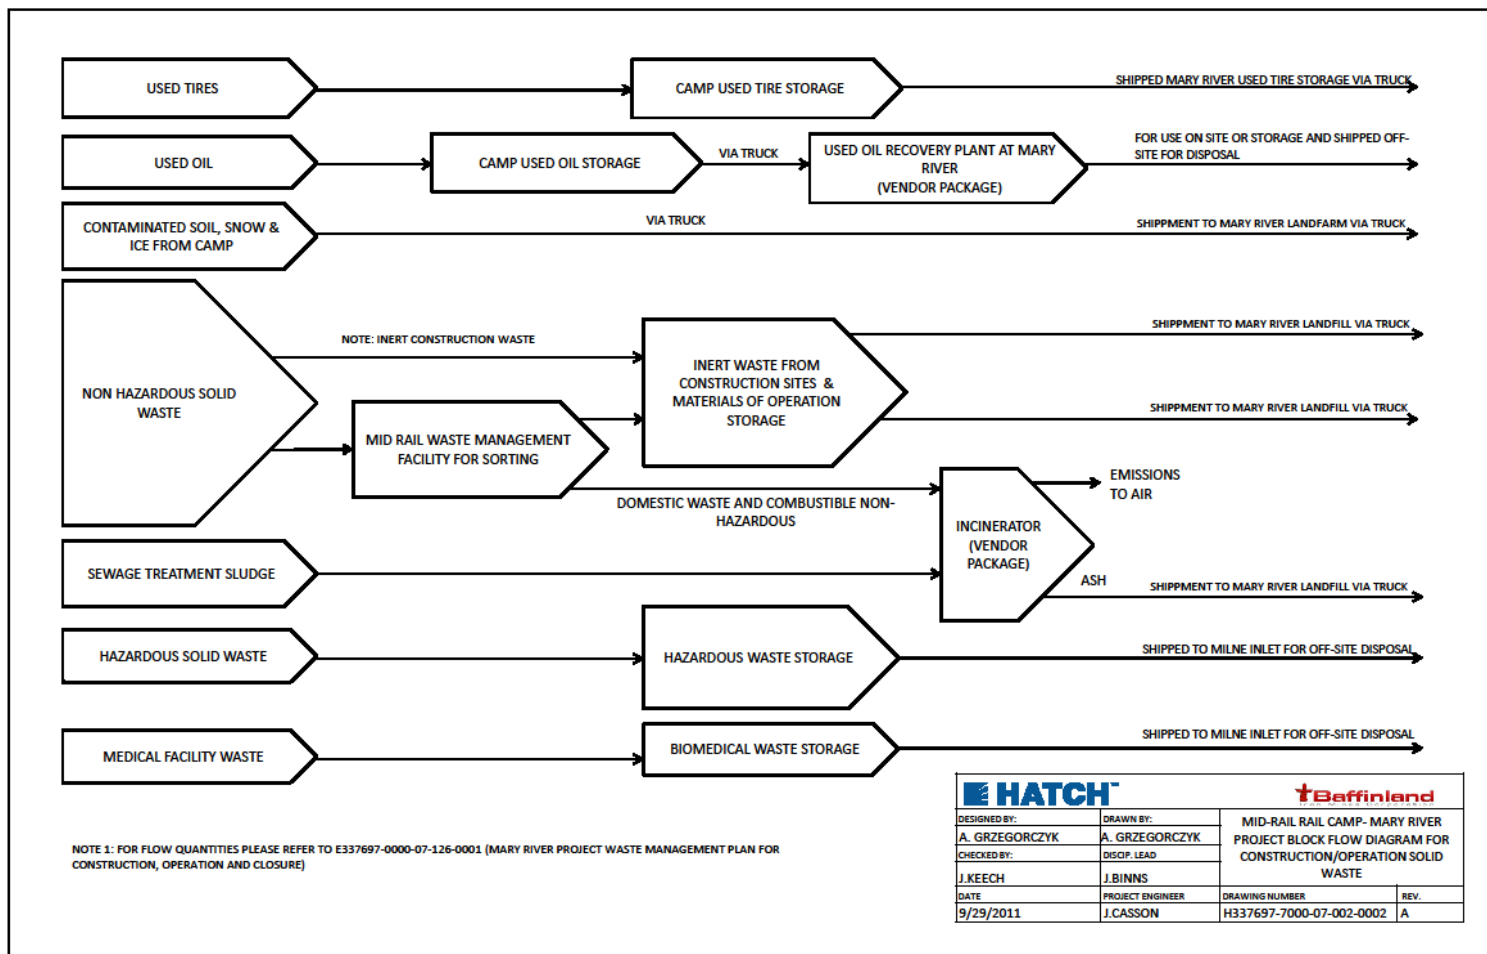 USED TIRES
CAMP USED TIRE STORAGE
SHIPPED MARY RIVER USED TIRE STORAGE VIA TRUCK
USED OIL
CAMP USED OIL STORAGE
VIA TRUCK
USED OIL RECOVERY PLANT AT MARY
RIVER
(VENDOR PACKAGE)
FOR USE ON SITE OR STORAGE AND SHIPPED OFF-
SITE FOR DISPOSAL
CONTAMINATED SOIL, SNOW &
ICE FROM CAMP
VIA TRUCK
SHIPPMENT TO MARY RIVER LANDFARM VIA TRUCK
NON HAZARDOUS SOLID
WASTE
NOTE: INERT CONSTRUCTION WASTE
MID RAIL WASTE MANAGEMENT
FACILITY FOR SORTING
INERT WASTE FROM
CONSTRUCTION SITES &
MATERIALS OF OPERATION
STORAGE
SHIPPMENT TO MARY RIVER LANDFILL VIA TRUCK
SHIPPMENT TO MARY RIVER LANDFILL VIA TRUCK
DOMESTIC WASTE AND COMBUSTIBLE NON-
HAZARDOUS
INCINERATOR
(VENDOR
PACKAGE)
EMISSIONS
TO AIR
ASH
SHIPPMENT TO MARY RIVER LANDFILL VIA TRUCK
SEWAGE TREATMENT SLUDGE
HAZARDOUS SOLID WASTE
HAZARDOUS WASTE STORAGE
SHIPPED TO MILNE INLET FOR OFF-SITE DISPOSAL
MEDICAL FACILITY WASTE
BIOMEDICAL WASTE STORAGE
SHIPPED TO MILNE INLET FOR OFF-SITE DISPOSAL
NOTE 1: FOR FLOW QUANTITIES PLEASE REFER TO E337697-0000-07-126-0001 (MARY RIVER PROJECT WASTE MANAGEMENT PLAN FOR
CONSTRUCTION, OPERATION AND CLOSURE)
HATCH™
Baffinland
Iron Mines Corporation
DESIGNED BY:
A. GRZEGORCZYK
DRAWN BY:
A. GRZEGORCZYK
CHECKED BY:
J.KEECH
DISCIP. LEAD
J.BINNS
MID-RAIL RAIL CAMP- MARY RIVER
PROJECT BLOCK FLOW DIAGRAM FOR
CONSTRUCTION/OPERATION SOLID
WASTE
DATE
9/29/2011
PROJECT ENGINEER
J.CASSON
DRAWING NUMBER
H337697-7000-07-002-0002
REV.
A